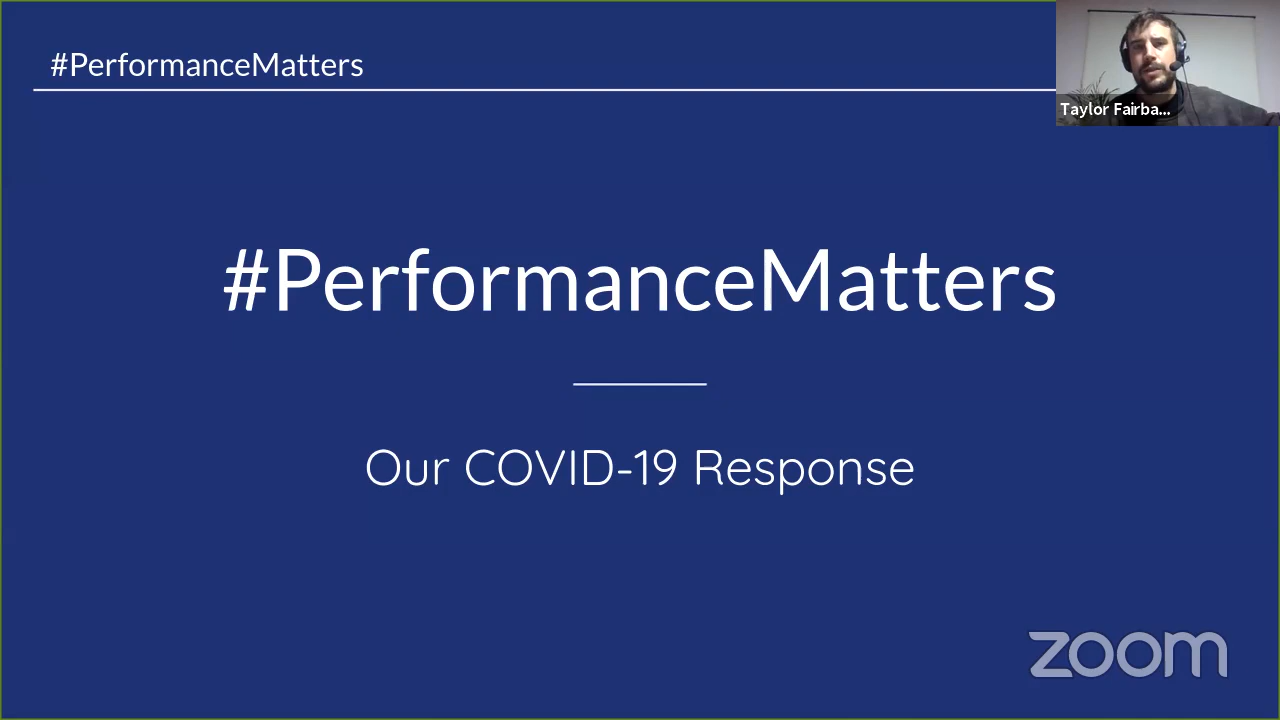 #PerformanceMatters
Taylor Fairba...
#PerformanceMatters
Our COVID-19 Response
zoom